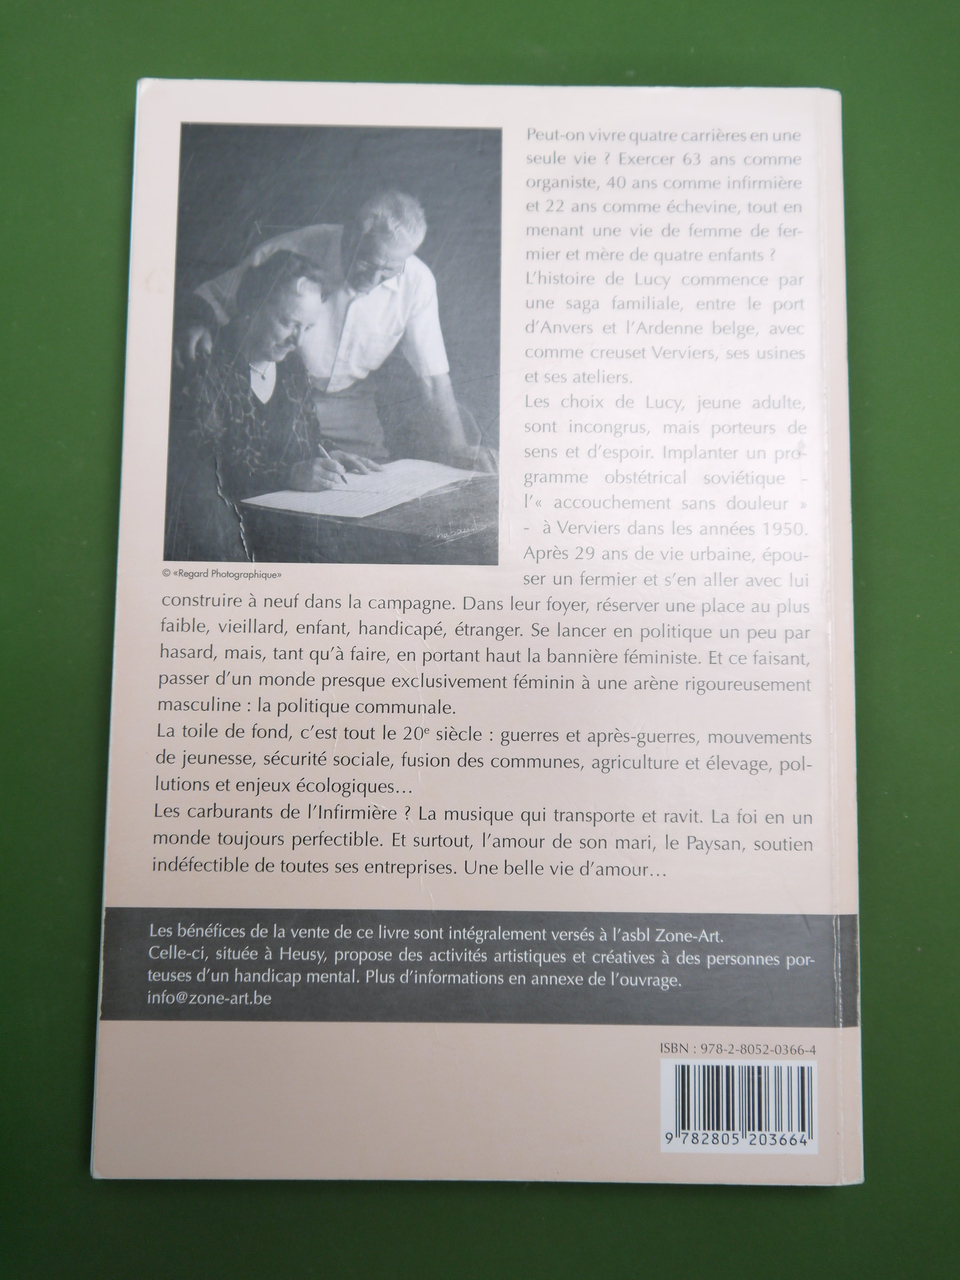 Peut-on vivre quatre carrières en une
seule vie ? Exercer 63 ans comme
organiste, 40 ans comme infirmière
et 22 ans comme échevine, tout en
menant une vie de femme de fer-
mier et mère de quatre enfants ?
L'histoire de Lucy commence par
une saga familiale, entre le port
d'Anvers et l'Ardenne belge, avec
comme creuset Verviers, ses usines
et ses ateliers.
Les choix de Lucy, jeune adulte,
sont incongrus, mais porteurs de
sens et d'espoir. Implanter un pro-
gramme obstétrical soviétique -
l'« accouchement sans douleur »
- à Verviers dans les années 1950.
Après 29 ans de vie urbaine, épou-
© «Regard Photographique»
ser un fermier et s'en aller avec lui
construire à neuf dans la campagne. Dans leur foyer, réserver une place au plus
faible, vieillard, enfant, handicapé, étranger. Se lancer en politique un peu par
hasard, mais, tant qu'à faire, en portant haut la bannière féministe. Et ce faisant,
passer d'un monde presque exclusivement féminin à une arène rigoureusement
masculine : la politique communale.
La toile de fond, c'est tout le 20e siècle : guerres et après-guerres, mouvements
de jeunesse, sécurité sociale, fusion des communes, agriculture et élevage, pol-
lutions et enjeux écologiques...
Les carburants de l'Infirmière ? La musique qui transporte et ravit. La foi en un
monde toujours perfectible. Et surtout, l'amour de son mari, le Paysan, soutien
indéfectible de toutes ses entreprises. Une belle vie d'amour...
Les bénéfices de la vente de ce livre sont intégralement versés à l'asbl Zone-Art.
Celle-ci, située à Heusy, propose des activités artistiques et créatives à des personnes por-
teuses d'un handicap mental. Plus d'informations en annexe de l'ouvrage.
info@zone-art.be
ISBN : 978-2-8052-0366-4
9 782805 203664